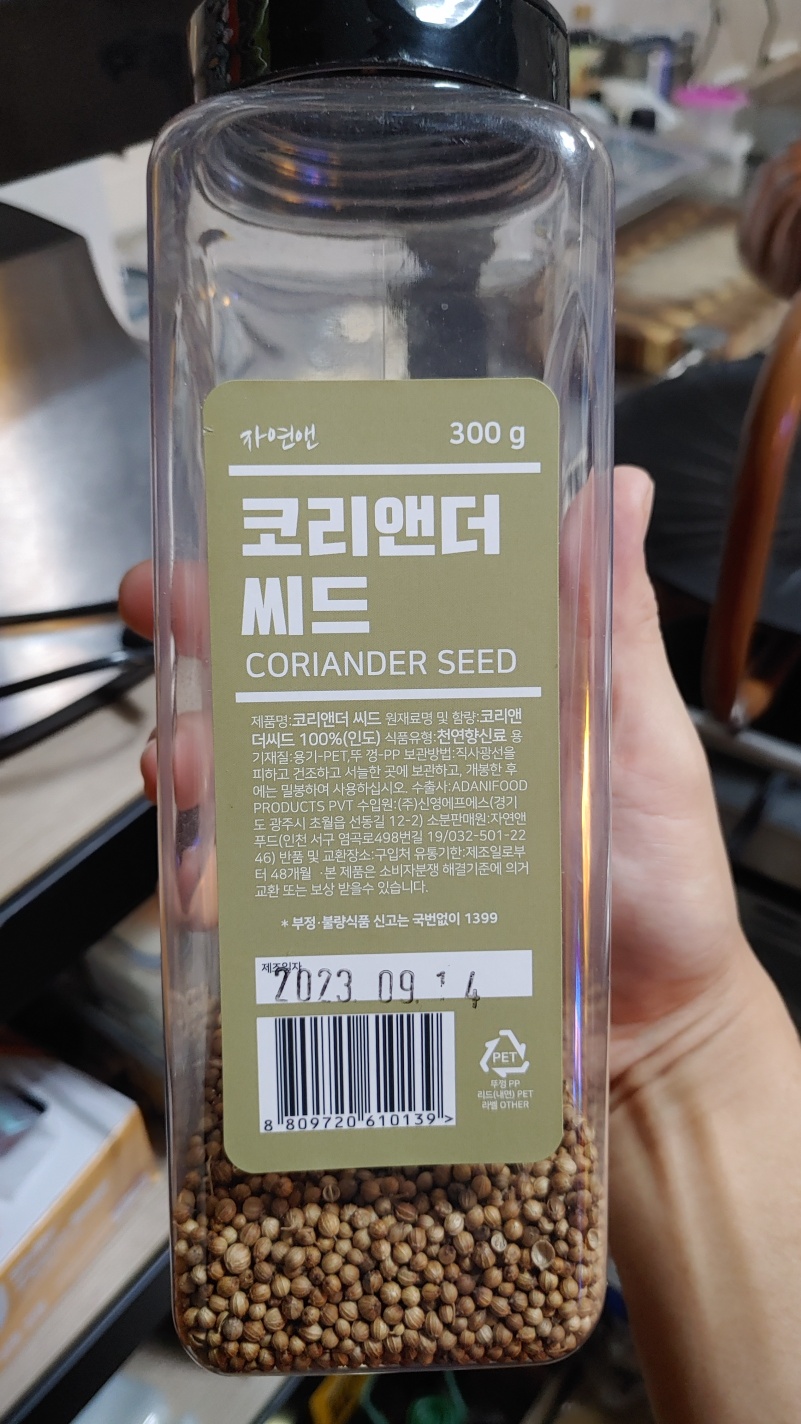 자연앤
300 g
코리앤더
씨드
CORIANDER SEED
제품명:코리앤더 씨드 원재료명 및 함량:코리앤
더씨드 100%(인도) 식품유형:천연향신료 용
기재질:용기-PET,뚜 껑-PP 보관방법:직사광선을
피하고 건조하고 서늘한 곳에 보관하고, 개봉한 후
에는 밀봉하여 사용하십시오. 수출사:ADANIFOOD
PRODUCTS PVT 수입원:(주)신영에프에스(경기
도 광주시 초월읍 선동길 12-2) 소분판매원:자연앤
푸드(인천 서구 염곡로498번길 19/032-501-22
46) 반품 및 교환장소:구입처 유통기한:제조일로부
터 48개월 ·본 제품은 소비자분쟁 해결기준에 의거
교환 또는 보상 받을수 있습니다.
*부정·불량식품 신고는 국번없이 1399
제조일자
2023. 09. 14
8 809720 610139 >
PET
뚜껑 PP
리드(내면) PET
라벨 OTHER